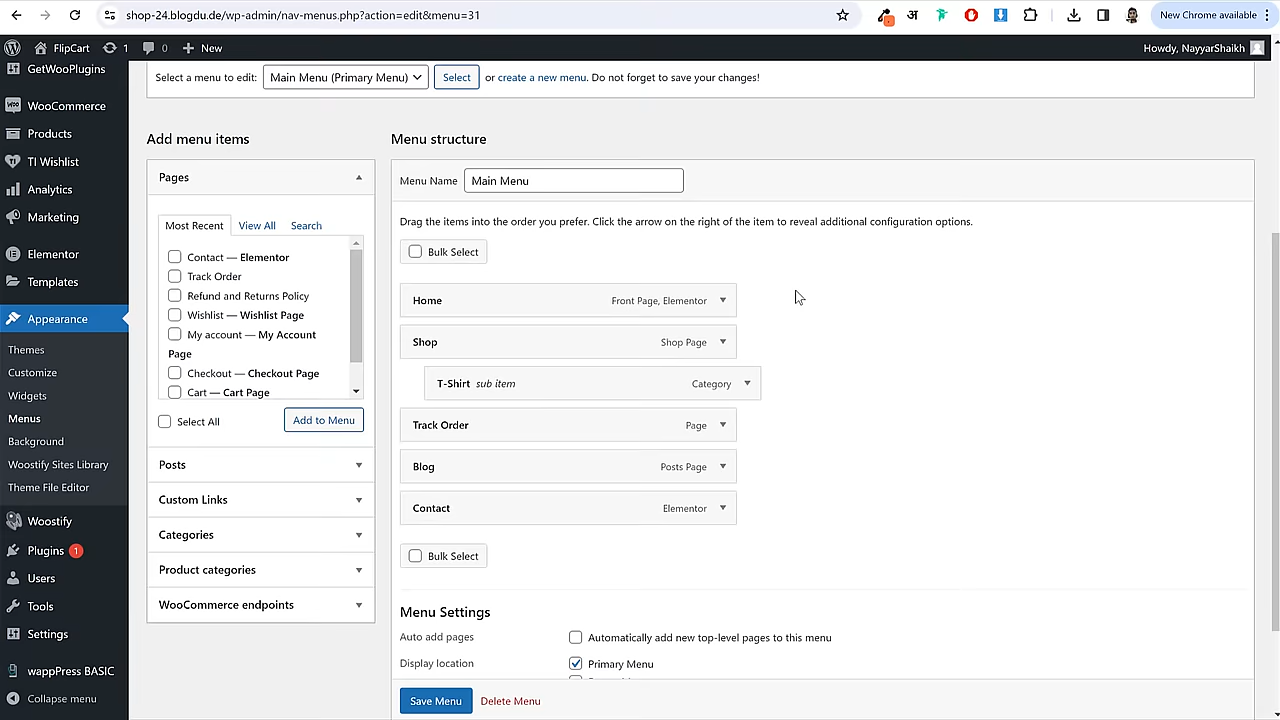 shop-24.blogdu.de/wp-admin/nav-menus.php?action=edit&menu=31
अ
New Chrome available
FlipCart
1
0
New
Howdy, NayyarShaikh
GetWooPlugins
WooCommerce
Products
TI Wishlist
Analytics
Marketing
Elementor
Templates
Appearance
Themes
Customize
Widgets
Menus
Background
Woostify Sites Library
Theme File Editor
Woostify
Plugins 1
Users
Tools
Settings
wappPress BASIC
Collapse menu
Select a menu to edit: Main Menu (Primary Menu) Select or create a new menu. Do not forget to save your changes!
Add menu items
Pages
Most Recent View All Search
Contact — Elementor
Track Order
Refund and Returns Policy
Wishlist — Wishlist Page
My account — My Account
Page
Checkout — Checkout Page
Cart — Cart Page
Select All Add to Menu
Posts
Custom Links
Categories
Product categories
WooCommerce endpoints
Menu structure
Menu Name Main Menu
Drag the items into the order you prefer. Click the arrow on the right of the item to reveal additional configuration options.
Bulk Select
Home Front Page, Elementor
Shop Shop Page
T-Shirt sub item Category
Track Order Page
Blog Posts Page
Contact Elementor
Bulk Select
Menu Settings
Auto add pages Automatically add new top-level pages to this menu
Display location Primary Menu
Save Menu Delete Menu